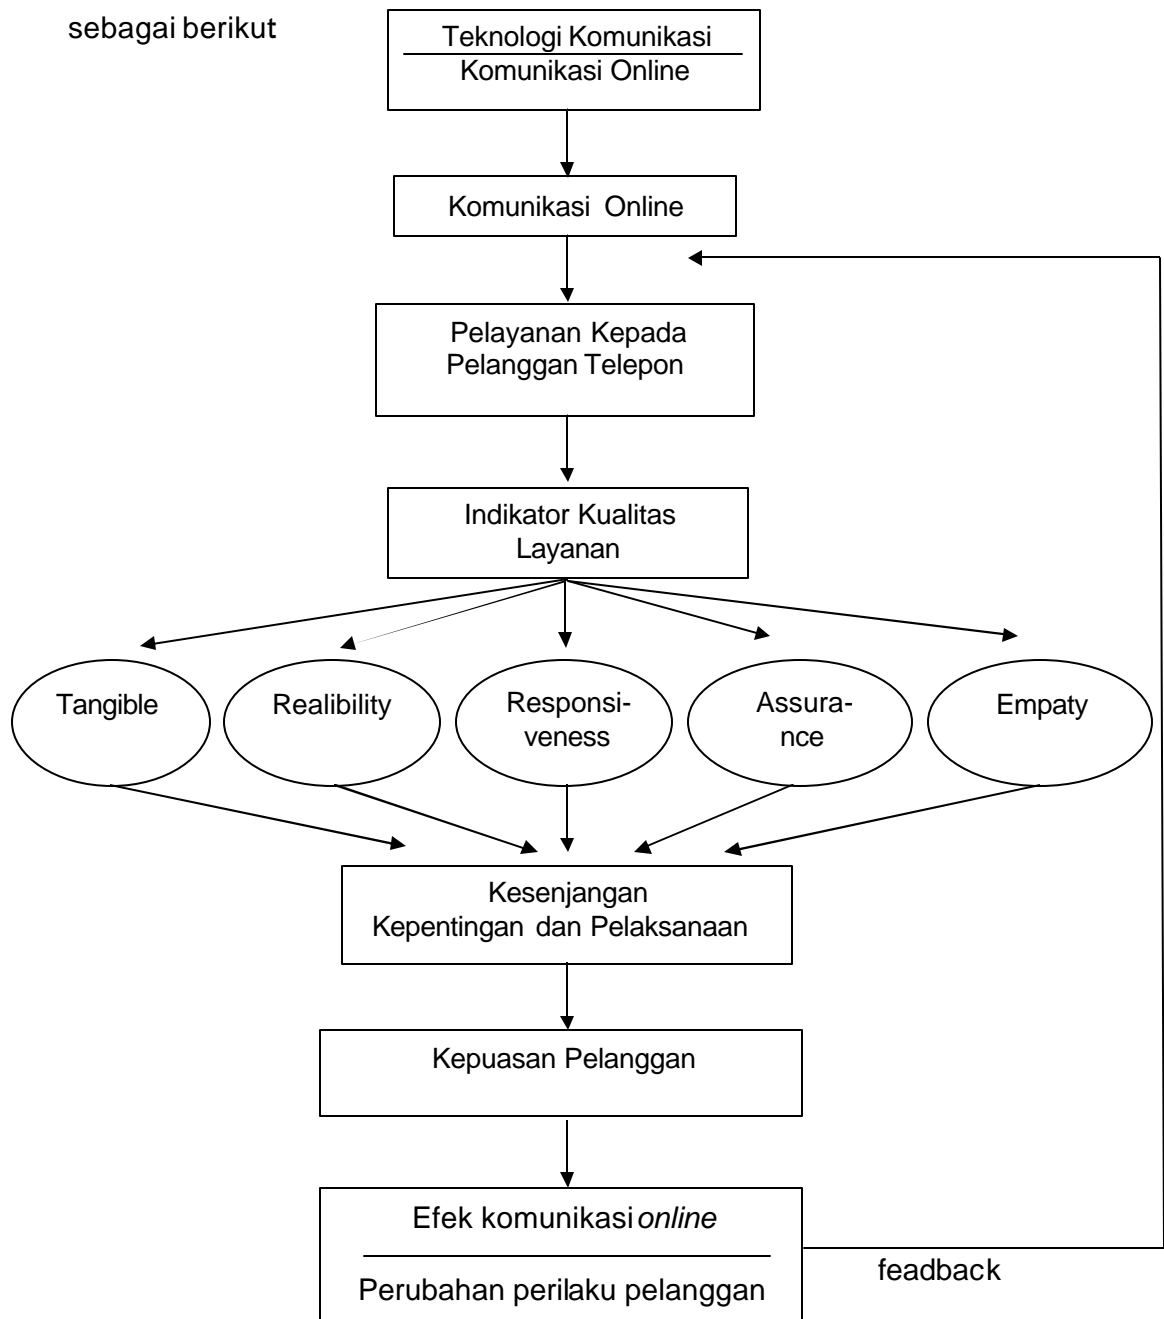 sebagai berikut
Teknologi Komunikasi
Komunikasi Online
Komunikasi Online
Pelayanan Kepada
Pelanggan Telepon
Indikator Kualitas
Layanan
Tangible
Realibility
Responsi-
veness
Assura-
nce
Empaty
Kesenjangan
Kepentingan dan Pelaksanaan
Kepuasan Pelanggan
Efek komunikasi online
Perubahan perilaku pelanggan
feadback